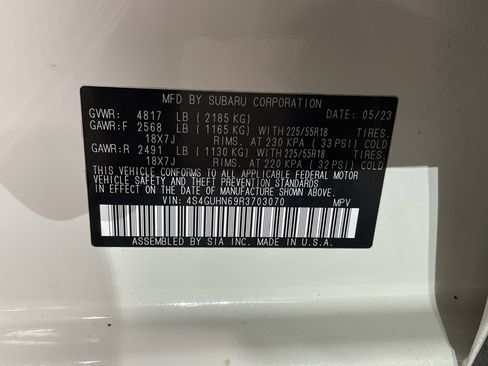 MFD BY SUBARU CORPORATION DATE: 05/23
GVWR: 4817 LB ( 2185 KG)
GAWR:F 2568 LB ( 1165 KG) WITH 225/55R18 TIRES.
18X7J RIMS. AT 230 KPA ( 33 PSI) COLD
GAWR:R 2491 LB ( 1130 KG) WITH 225/55R18 TIRES.
18X7J RIMS. AT 220 KPA ( 32 PSI) COLD
THIS VEHICLE CONFORMS TO ALL APPLICABLE FEDERAL MOTOR
VEHICLE SAFETY AND THEFT PREVENTION STANDARDS
IN EFFECT ON THE DATE OF MANUFACTURE SHOWN ABOVE.
VIN: 4S4GUHN69R3703070 MPV
ASSEMBLED BY SIA INC. MADE IN U.S.A.